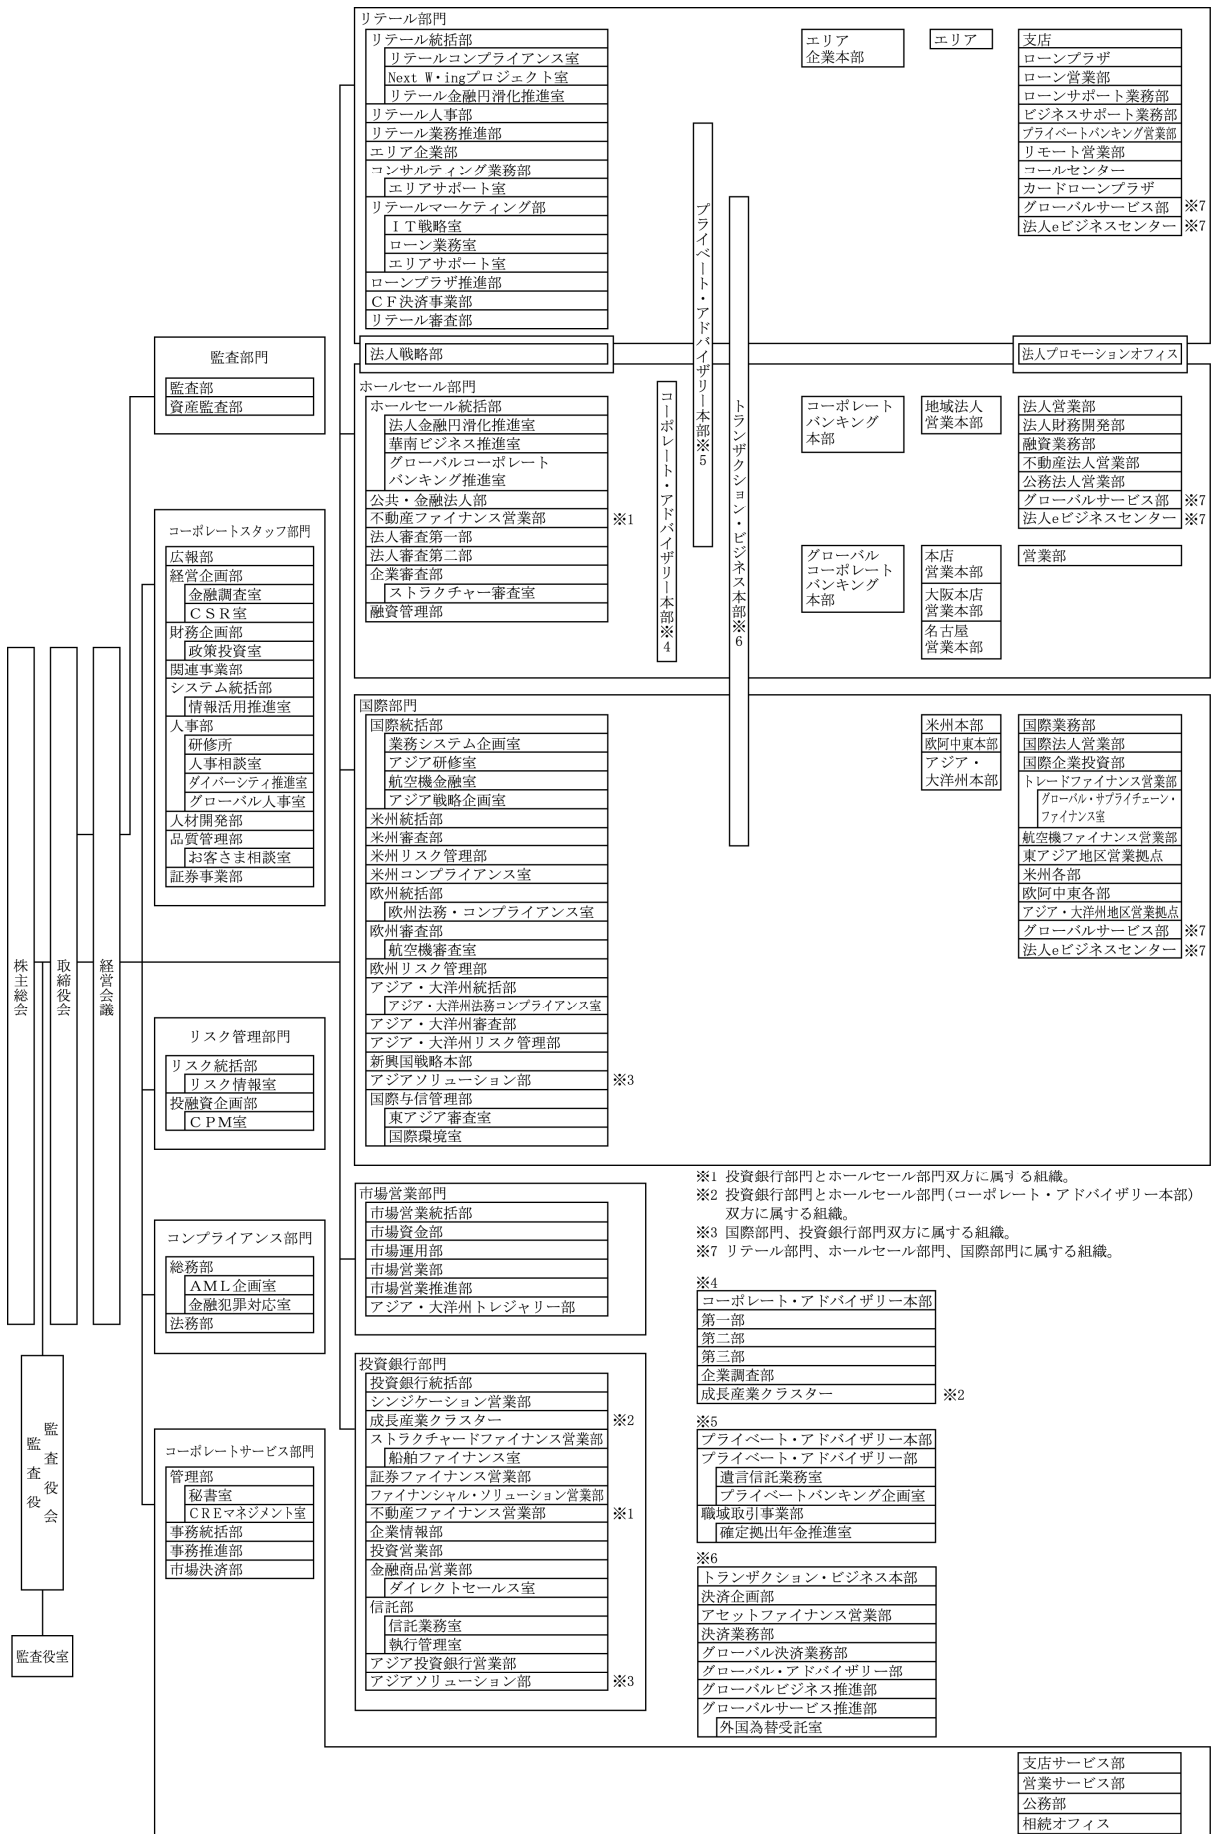 株主総会
取締役会
経営会議
監査役会
監査役
監査役室
監査部門
監査部
資産監査部
コーポレートスタッフ部門
広報部
経営企画部
金融調査室
ＣＳＲ室
財務企画部
政策投資室
関連事業部
システム統括部
情報活用推進室
人事部
研修所
人事相談室
ダイバーシティ推進室
グローバル人事室
人材開発部
品質管理部
お客さま相談室
証券事業部
リスク管理部門
リスク統括部
リスク情報室
投融資企画部
ＣＰＭ室
コンプライアンス部門
総務部
ＡＭＬ企画室
金融犯罪対応室
法務部
コーポレートサービス部門
管理部
秘書室
ＣＲＥマネジメント室
事務統括部
事務推進部
市場決済部
リテール部門
リテール統括部
リテールコンプライアンス室
Next W・ingプロジェクト室
リテール金融円滑化推進室
リテール人事部
リテール業務推進部
エリア企業部
コンサルティング業務部
エリアサポート室
リテールマーケティング部
ＩＴ戦略室
ローン業務室
エリアサポート室
ローンプラザ推進部
ＣＦ決済事業部
リテール審査部
エリア
企業本部
エリア
支店
ローンプラザ
ローン営業部
ローンサポート業務部
ビジネスサポート業務部
プライベートバンキング営業部
リモート営業部
コールセンター
カードローンプラザ
グローバルサービス部 ※7
法人eビジネスセンター ※7
法人戦略部
法人プロモーションオフィス
プライベート・アドバイザリー本部※5
トランザクション・ビジネス本部※6
コーポレート・アドバイザリー本部※4
ホールセール部門
ホールセール統括部
法人金融円滑化推進室
華南ビジネス推進室
グローバルコーポレート
バンキング推進室
公共・金融法人部
不動産ファイナンス営業部 ※1
法人審査第一部
法人審査第二部
企業審査部
ストラクチャー審査室
融資管理部
コーポレート
バンキング
本部
地域法人
営業本部
法人営業部
法人財務開発部
融資業務部
不動産法人営業部
公務法人営業部
グローバルサービス部 ※7
法人eビジネスセンター ※7
グローバル
コーポレート
バンキング
本部
本店
営業本部
大阪本店
営業本部
名古屋
営業本部
営業部
国際部門
国際統括部
業務システム企画室
アジア研修室
航空機金融室
アジア戦略企画室
米州統括部
米州審査部
米州リスク管理部
米州コンプライアンス室
欧州統括部
欧州法務・コンプライアンス室
欧州審査部
航空機審査室
欧州リスク管理部
アジア・大洋州統括部
アジア・大洋州法務コンプライアンス室
アジア・大洋州審査部
アジア・大洋州リスク管理部
新興国戦略本部
アジアソリューション部 ※3
国際与信管理部
東アジア審査室
国際環境室
米州本部
欧阿中東本部
アジア・
大洋州本部
国際業務部
国際法人営業部
国際企業投資部
トレードファイナンス営業部
グローバル・サプライチェーン・
ファイナンス室
航空機ファイナンス営業部
東アジア地区営業拠点
米州各部
欧阿中東各部
アジア・大洋州地区営業拠点
グローバルサービス部 ※7
法人eビジネスセンター ※7
市場営業部門
市場営業統括部
市場資金部
市場運用部
市場営業部
市場営業推進部
アジア・大洋州トレジャリー部
投資銀行部門
投資銀行統括部
シンジケーション営業部
成長産業クラスター ※2
ストラクチャードファイナンス営業部
船舶ファイナンス室
証券ファイナンス営業部
ファイナンシャル・ソリューション営業部
不動産ファイナンス営業部 ※1
企業情報部
投資営業部
金融商品営業部
ダイレクトセールス室
信託部
信託業務室
執行管理室
アジア投資銀行営業部
アジアソリューション部 ※3
※1 投資銀行部門とホールセール部門双方に属する組織。
※2 投資銀行部門とホールセール部門(コーポレート・アドバイザリー本部)
双方に属する組織。
※3 国際部門、投資銀行部門双方に属する組織。
※7 リテール部門、ホールセール部門、国際部門に属する組織。
※4
コーポレート・アドバイザリー本部
第一部
第二部
第三部
企業調査部
成長産業クラスター ※2
※5
プライベート・アドバイザリー本部
プライベート・アドバイザリー部
遺言信託業務室
プライベートバンキング企画室
職域取引事業部
確定拠出年金推進室
※6
トランザクション・ビジネス本部
決済企画部
アセットファイナンス営業部
決済業務部
グローバル決済業務部
グローバル・アドバイザリー部
グローバルビジネス推進部
グローバルサービス推進部
外国為替受託室
支店サービス部
営業サービス部
公務部
相続オフィス